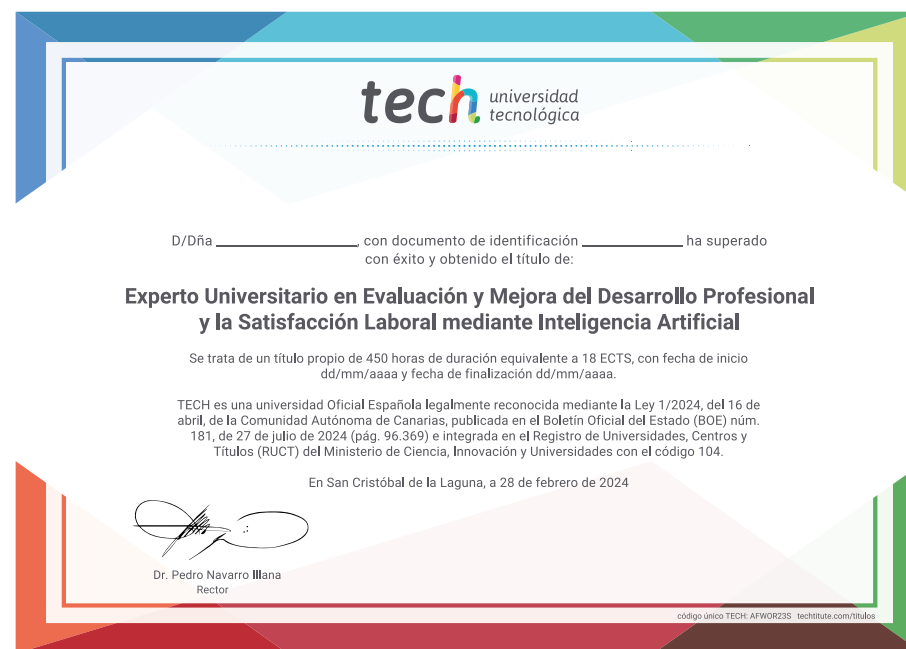 tech universidad
tecnológica
D/Dña ________________, con documento de identificación ____________ ha superado
con éxito y obtenido el título de:
Experto Universitario en Evaluación y Mejora del Desarrollo Profesional
y la Satisfacción Laboral mediante Inteligencia Artificial
Se trata de un título propio de 450 horas de duración equivalente a 18 ECTS, con fecha de inicio
dd/mm/aaaa y fecha de finalización dd/mm/aaaa.
TECH es una universidad Oficial Española legalmente reconocida mediante la Ley 1/2024, del 16 de
abril, de la Comunidad Autónoma de Canarias, publicada en el Boletín Oficial del Estado (BOE) núm.
181, de 27 de julio de 2024 (pág. 96.369) e integrada en el Registro de Universidades, Centros y
Títulos (RUCT) del Ministerio de Ciencia, Innovación y Universidades con el código 104.
En San Cristóbal de la Laguna, a 28 de febrero de 2024
Dr. Pedro Navarro Illana
Rector
código único TECH: AFWOR23S techtitute.com/titulos